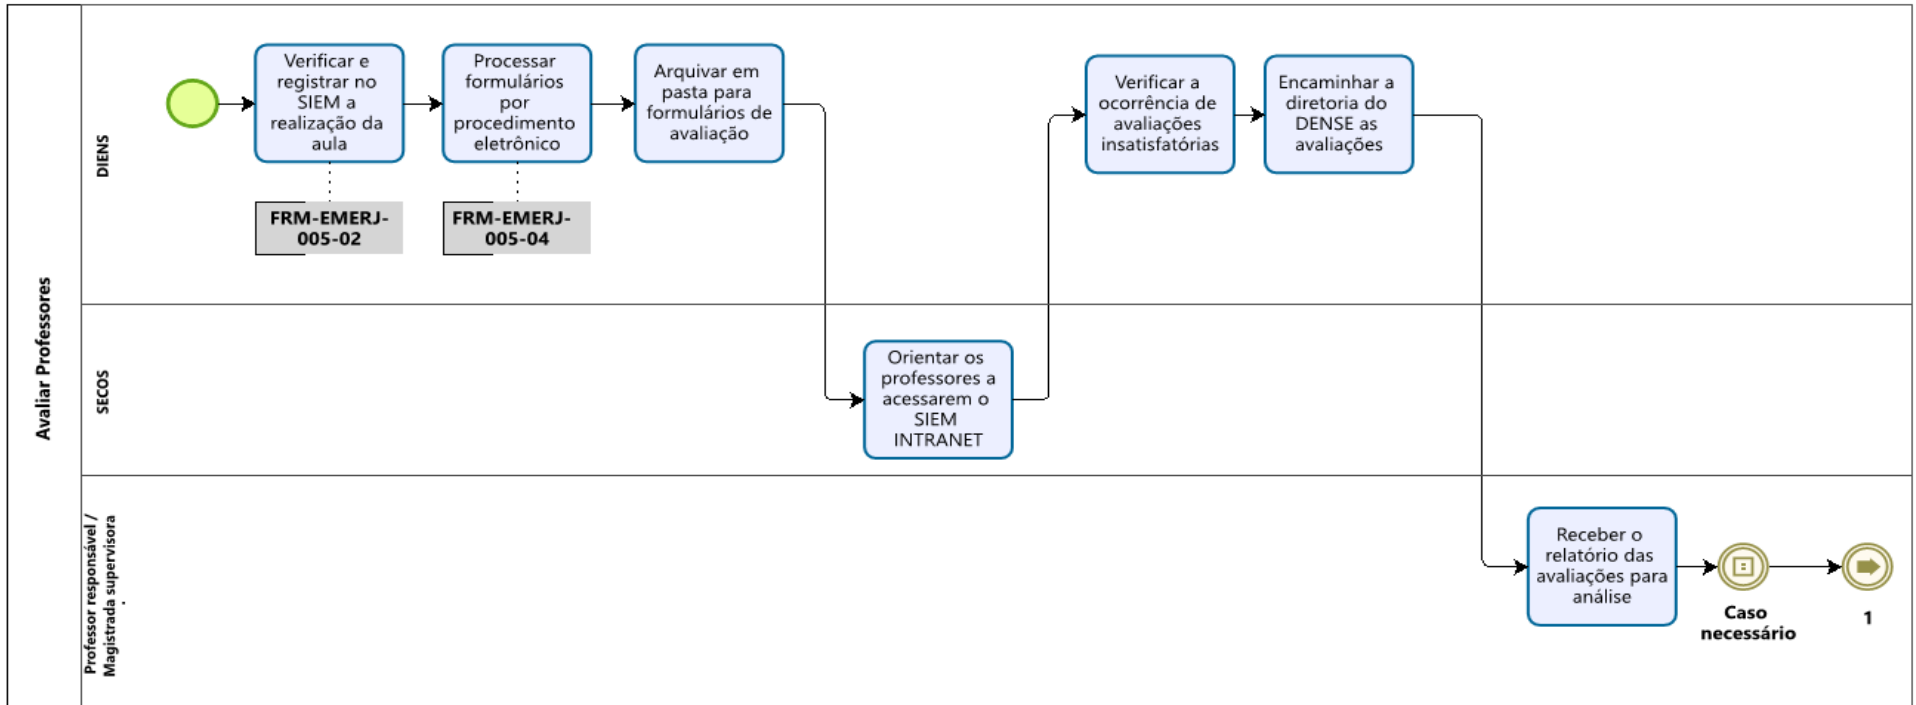 Avaliar Professores
DIENS
Verificar e
registrar no
SIEM a
realização da
aula
FRM-EMERJ-
005-02
Processar
formulários
por
procedimento
eletrônico
FRM-EMERJ-
005-04
Arquivar em
pasta para
formulários de
avaliação
Verificar a
ocorrência de
avaliações
insatisfatórias
Encaminhar a
diretoria do
DENSE as
avaliações
SECOS
Orientar os
professores a
acessarem o
SIEM
INTRANET
Professor responsável /
Magistrada supervisora
.
Receber o
relatório das
avaliações para
análise
Caso
necessário
1